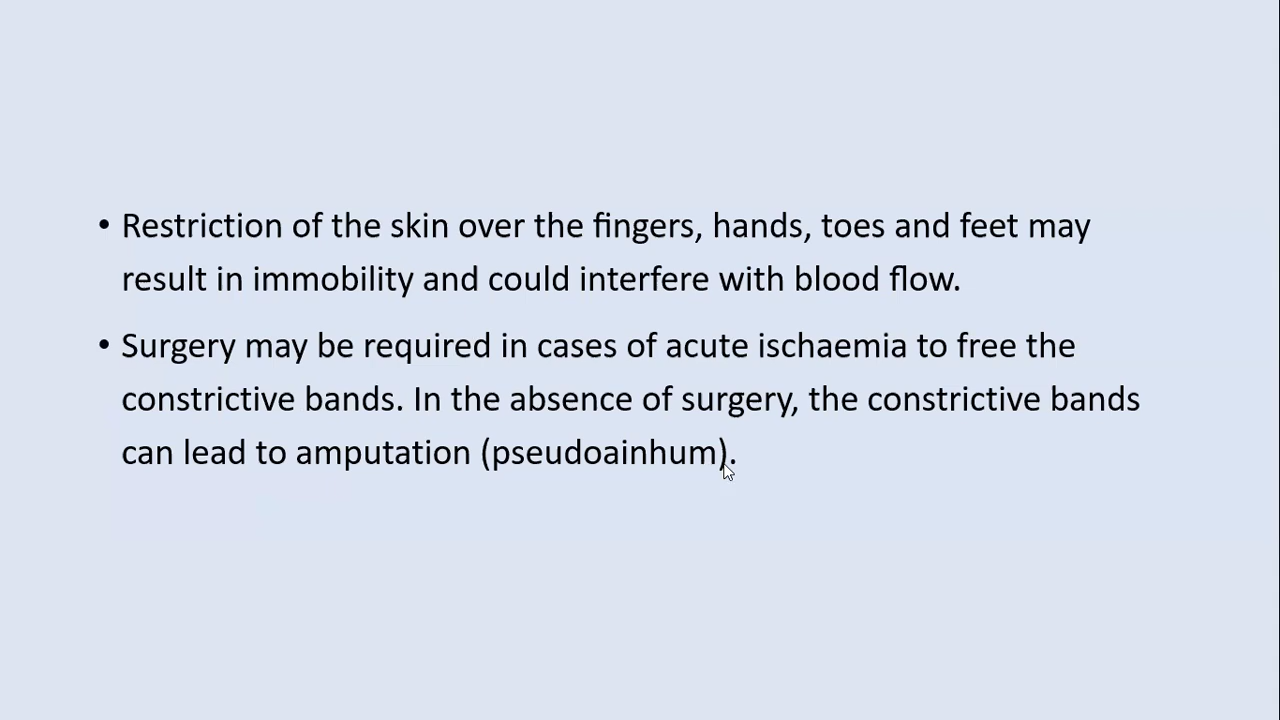 • Restriction of the skin over the fingers, hands, toes and feet may
result in immobility and could interfere with blood flow.
• Surgery may be required in cases of acute ischaemia to free the
constrictive bands. In the absence of surgery, the constrictive bands
can lead to amputation (pseudoainhum).